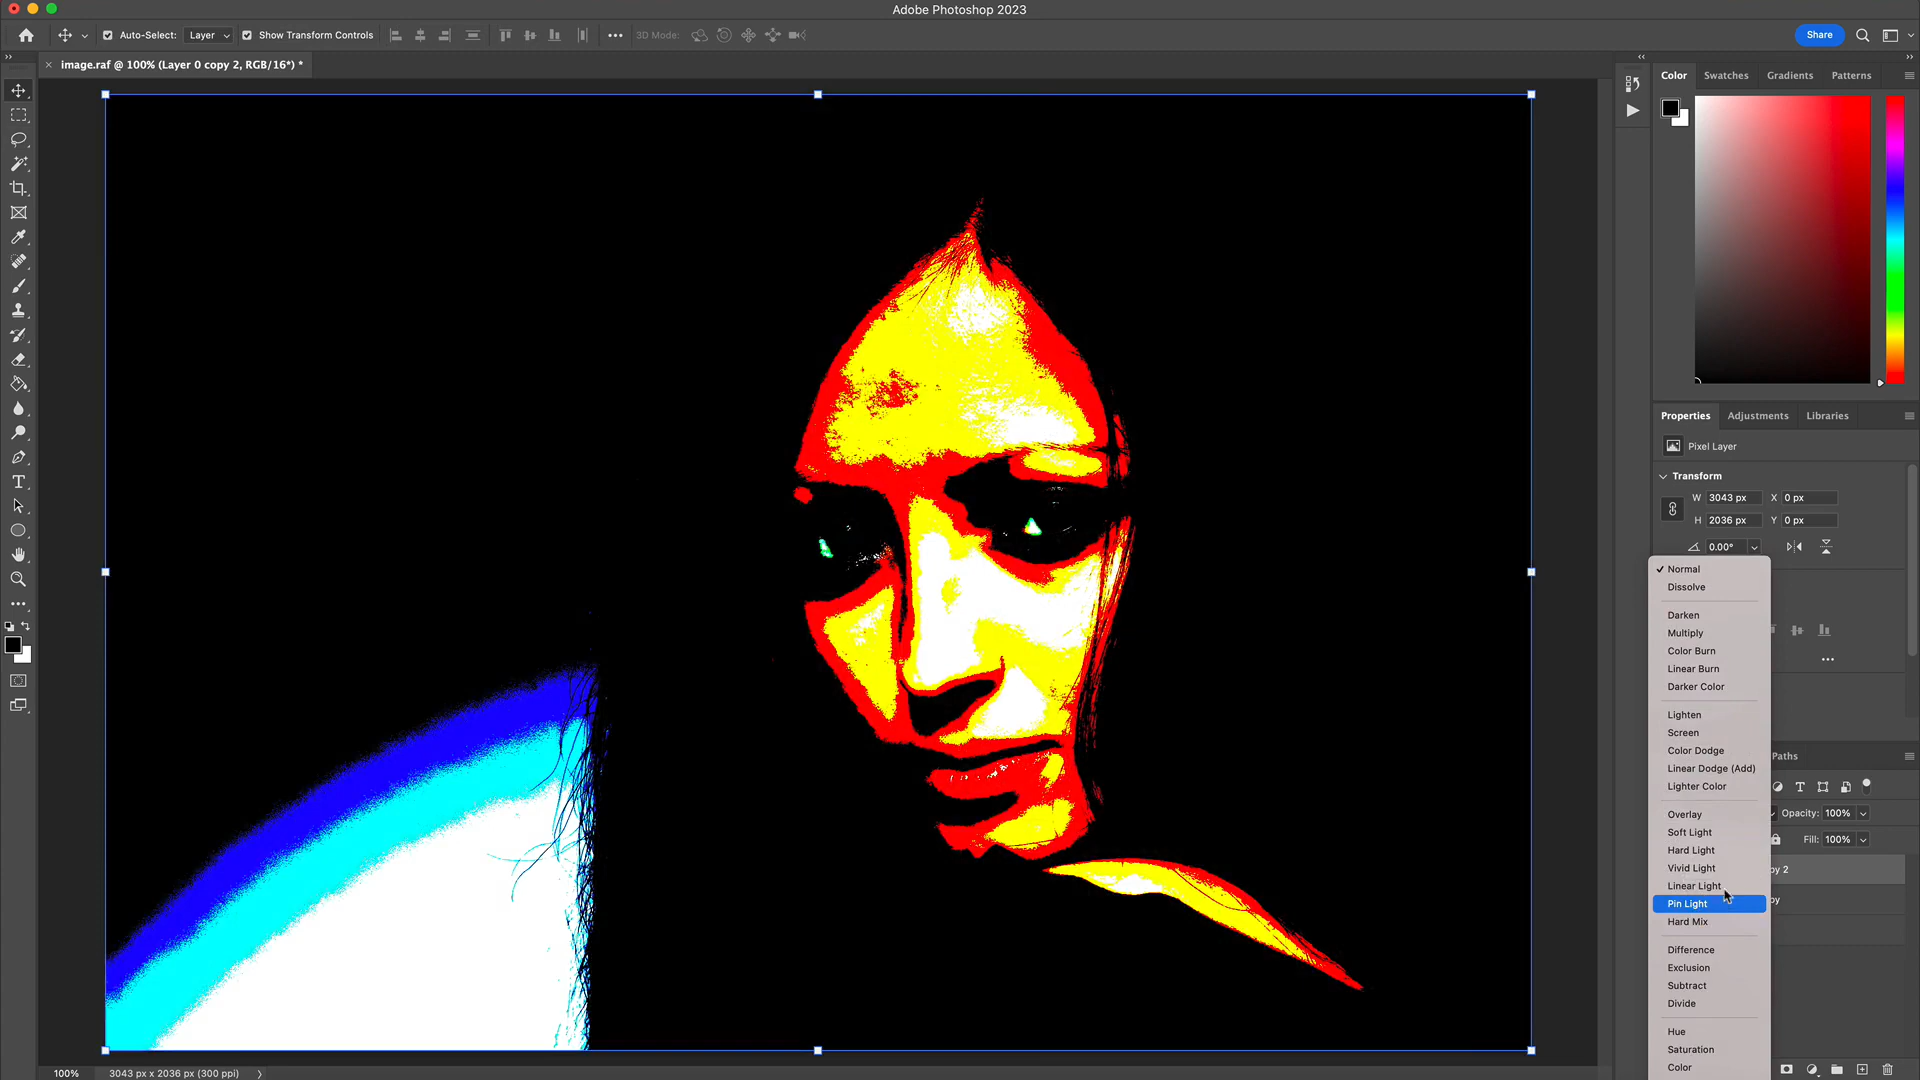 Adobe Photoshop 2023
Auto-Select: Layer Show Transform Controls 3D Mode: Share
image.raf @ 100% (Layer 0 copy 2, RGB/16*) *
Color Swatches Gradients Patterns
Properties Adjustments Libraries
Pixel Layer
Transform
W 3043 px X 0 px
H 2036 px Y 0 px
0.00°
Normal
Dissolve
Darken
Multiply
Color Burn
Linear Burn
Darker Color
Lighten
Screen
Color Dodge
Linear Dodge (Add)
Lighter Color
Overlay
Soft Light
Hard Light
Vivid Light
Linear Light
Pin Light
Hard Mix
Difference
Exclusion
Subtract
Divide
Hue
Saturation
Color
Paths
Opacity: 100%
Fill: 100%
py 2
py
100% 3043 px x 2036 px (300 ppi)